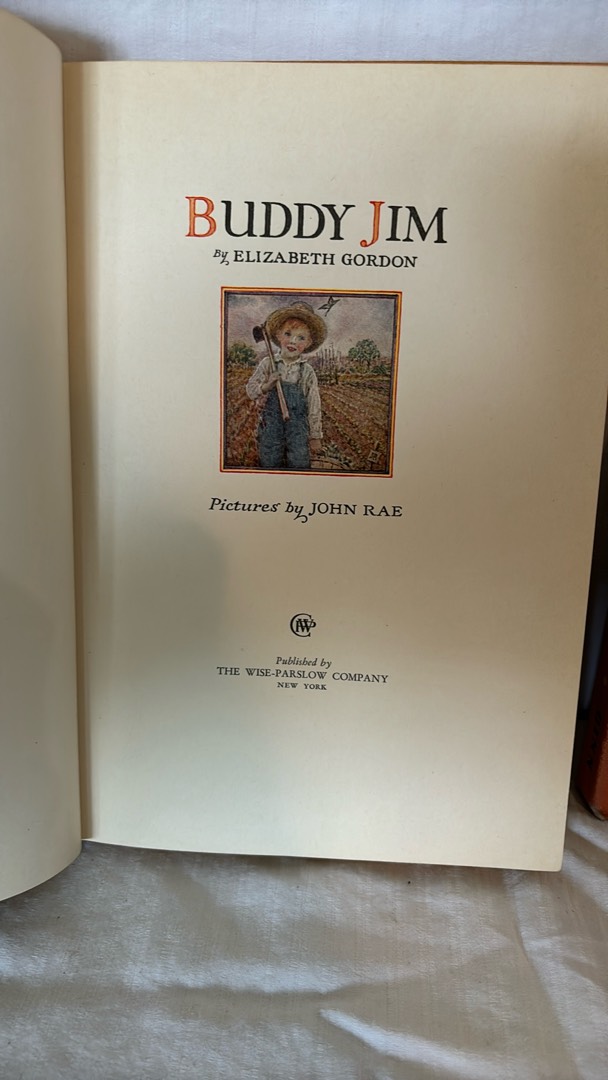 BUDDY JIM
By ELIZABETH GORDON
Pictures by JOHN RAE
Published by
THE WISE-PARSLOW COMPANY
NEW YORK